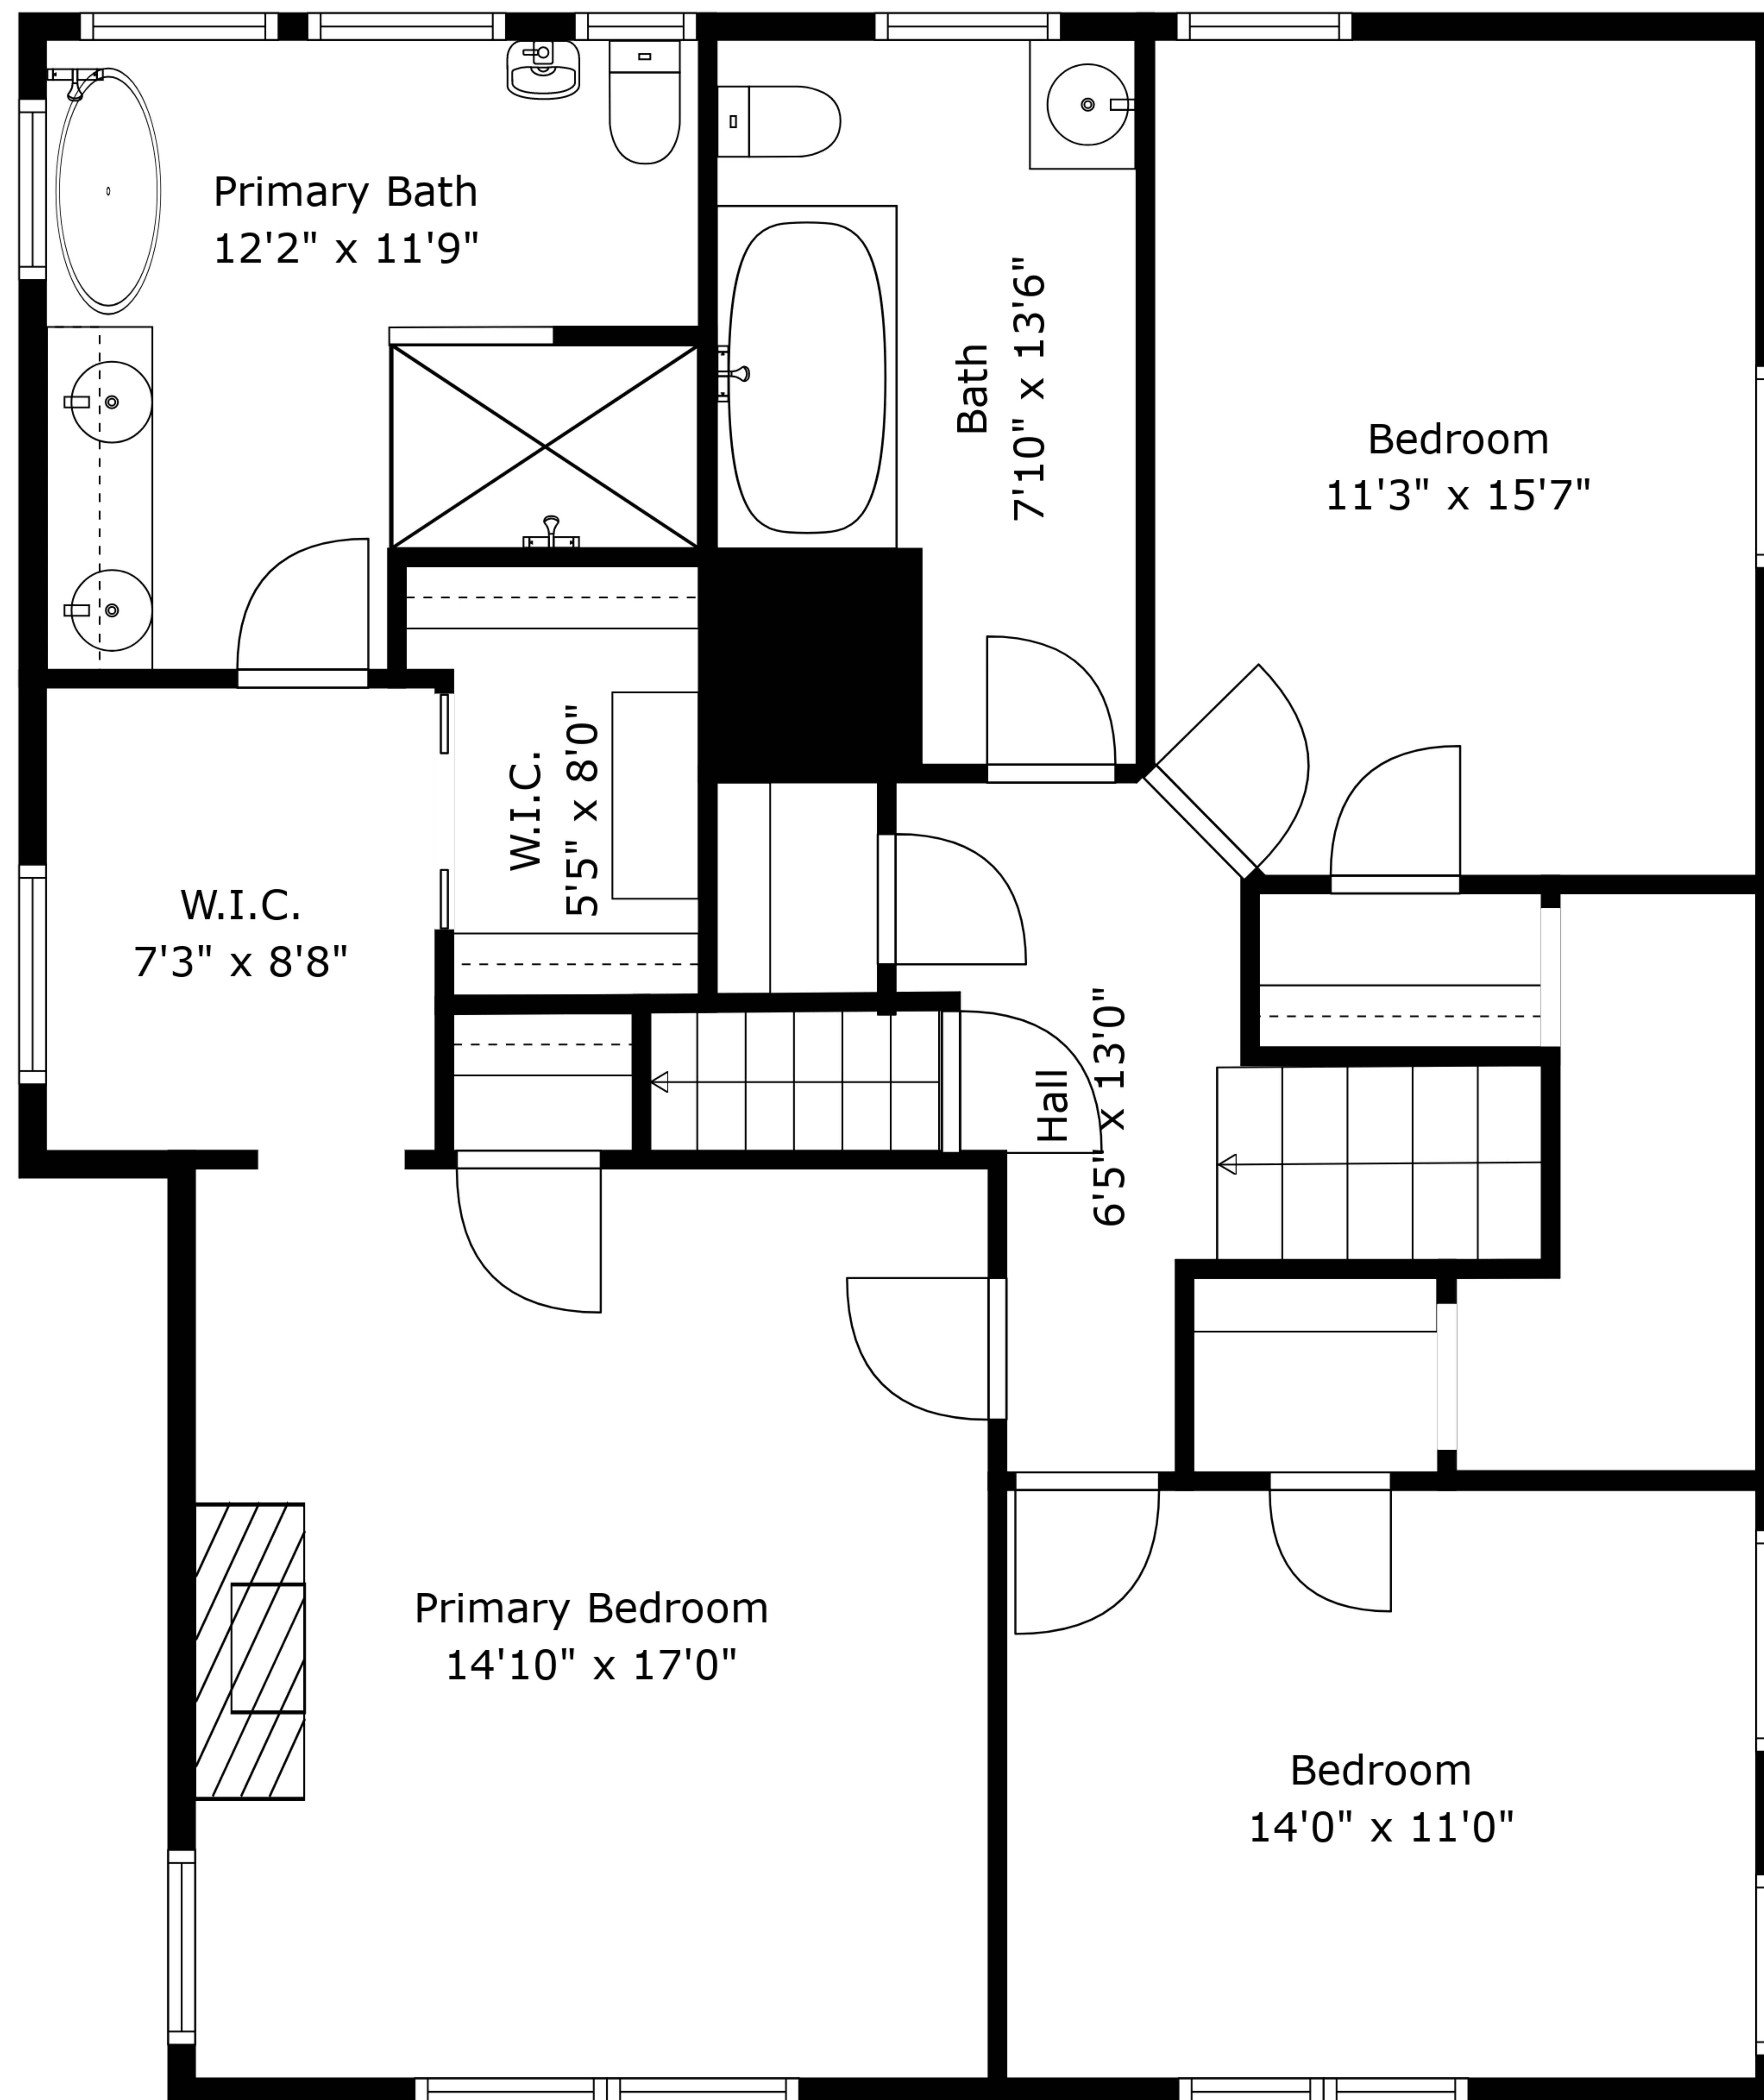 Primary Bath
12'2" x 11'9"
Bath
7'10" x 13'6"
Bedroom
11'3" x 15'7"
W.I.C.
5'5" x 8'0"
W.I.C.
7'3" x 8'8"
Hall
6'5" x 13'0"
Primary Bedroom
14'10" x 17'0"
Bedroom
14'0" x 11'0"